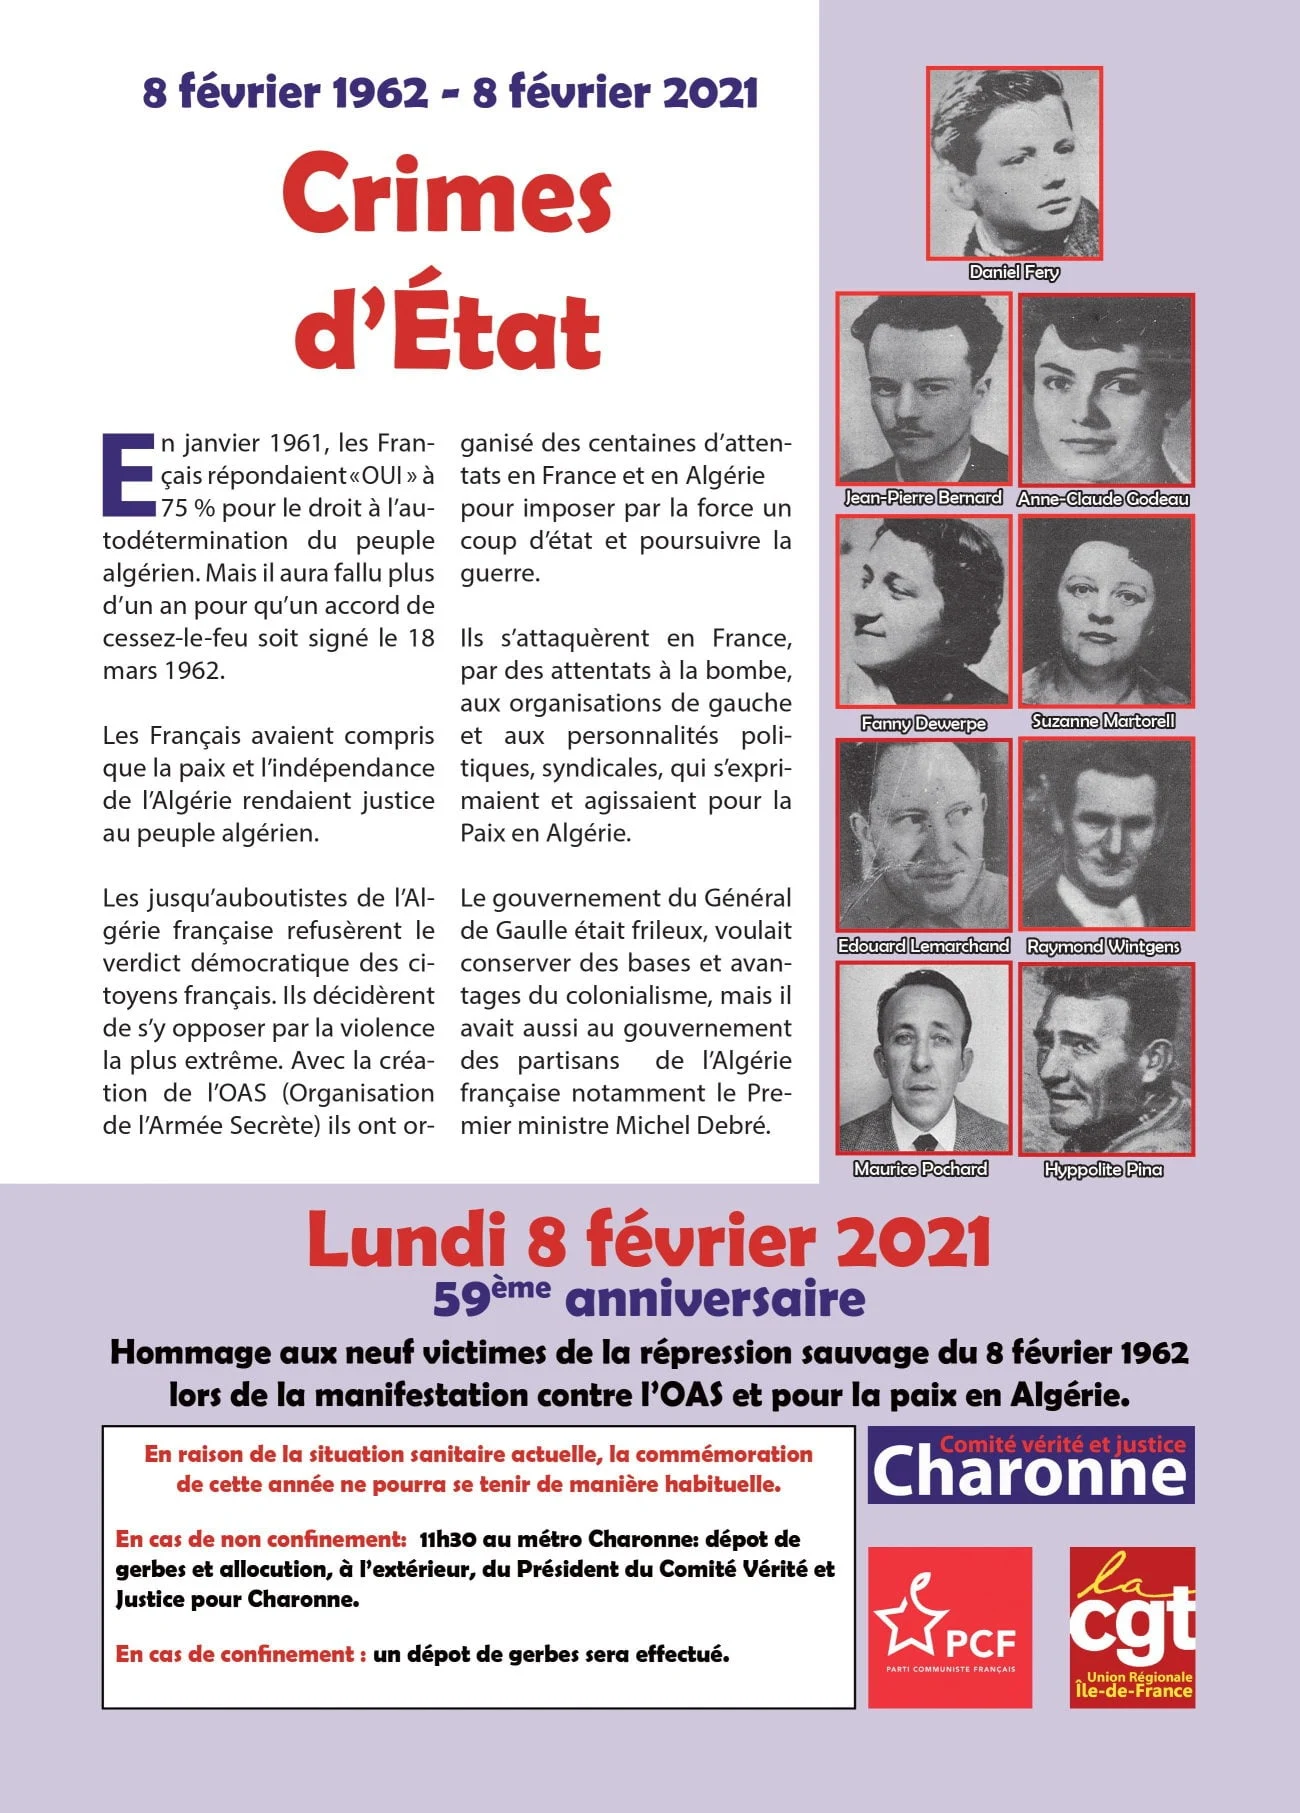 8 février 1962 - 8 février 2021
Crimes
d'État
En janvier 1961, les Fran-
çais répondaient « OUI » à
75 % pour le droit à l'au-
todétermination du peuple
algérien. Mais il aura fallu plus
d'un an pour qu'un accord de
cessez-le-feu soit signé le 18
mars 1962.
Les Français avaient compris
que la paix et l'indépendance
de l'Algérie rendaient justice
au peuple algérien.
Les jusqu'auboutistes de l'Al-
gérie française refusèrent le
verdict démocratique des ci-
toyens français. Ils décidèrent
de s'y opposer par la violence
la plus extrême. Avec la créa-
tion de l'OAS (Organisation
de l'Armée Secrète) ils ont or-
ganisé des centaines d'atten-
tats en France et en Algérie
pour imposer par la force un
coup d'état et poursuivre la
guerre.
Ils s'attaquèrent en France,
par des attentats à la bombe,
aux organisations de gauche
et aux personnalités poli-
tiques, syndicales, qui s'expri-
maient et agissaient pour la
Paix en Algérie.
Le gouvernement du Général
de Gaulle était frileux, voulait
conserver des bases et avan-
tages du colonialisme, mais il
avait aussi au gouvernement
des partisans de l'Algérie
française notamment le Pre-
mier ministre Michel Debré.
Daniel Fery
Jean-Pierre Bernard
Anne-Claude Godeau
Fanny Dewerpe
Suzanne Martorell
Edouard Lemarchand
Raymond Wintgens
Maurice Pochard
Hyppolite Pina
Lundi 8 février 2021
59ème anniversaire
Hommage aux neuf victimes de la répression sauvage du 8 février 1962
lors de la manifestation contre l'OAS et pour la paix en Algérie.
En raison de la situation sanitaire actuelle, la commémoration
de cette année ne pourra se tenir de manière habituelle.
En cas de non confinement: 11h30 au métro Charonne: dépot de
gerbes et allocution, à l'extérieur, du Président du Comité Vérité et
Justice pour Charonne.
En cas de confinement : un dépot de gerbes sera effectué.
Comité vérité et justice
Charonne
PCF
PARTI COMMUNISTE FRANÇAIS
la
cgt
Union Régionale
Île-de-France